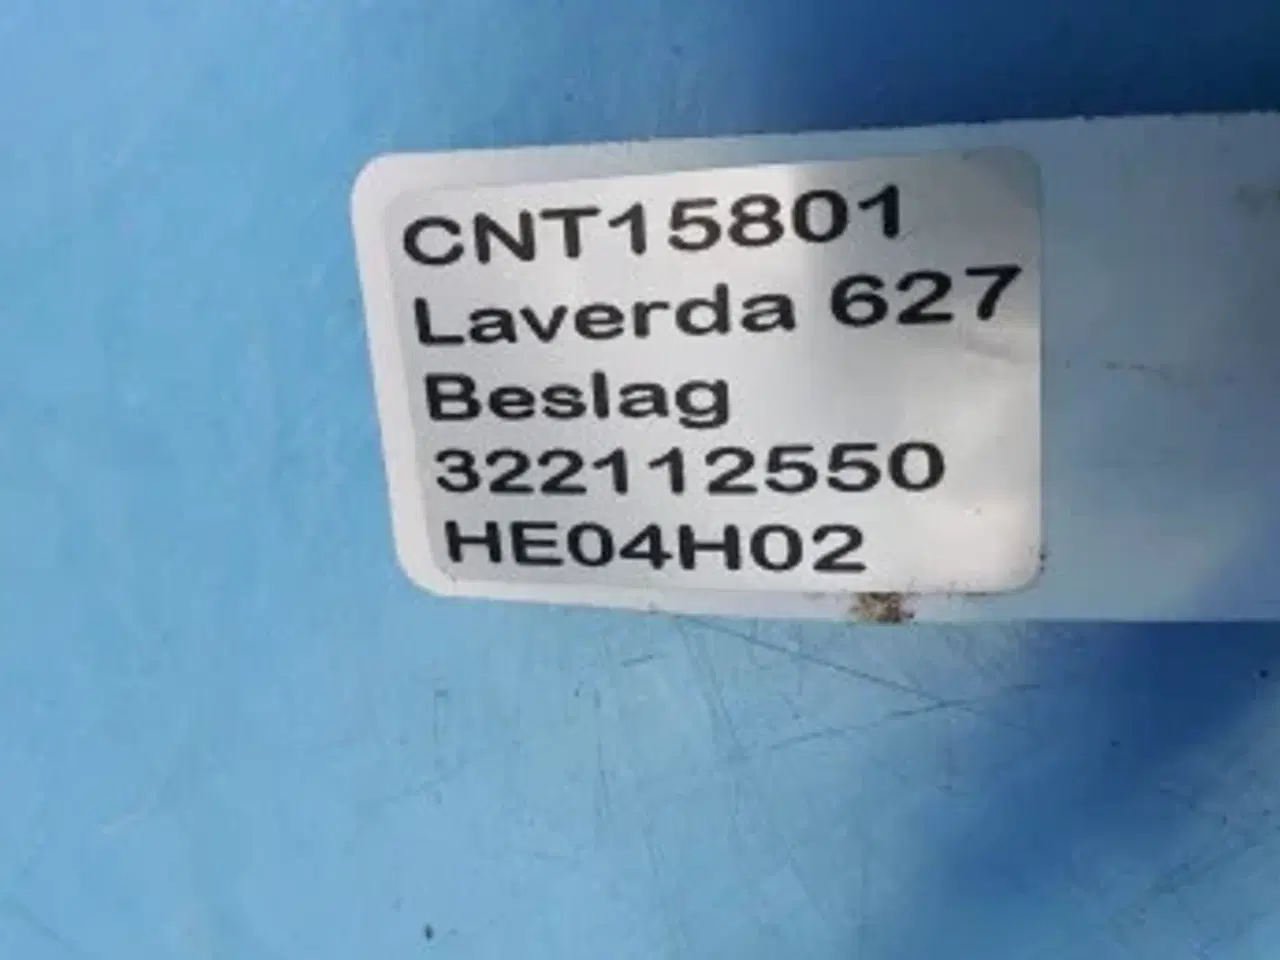 CNT15801
Laverda 627
Beslag
322112550
HE04H02